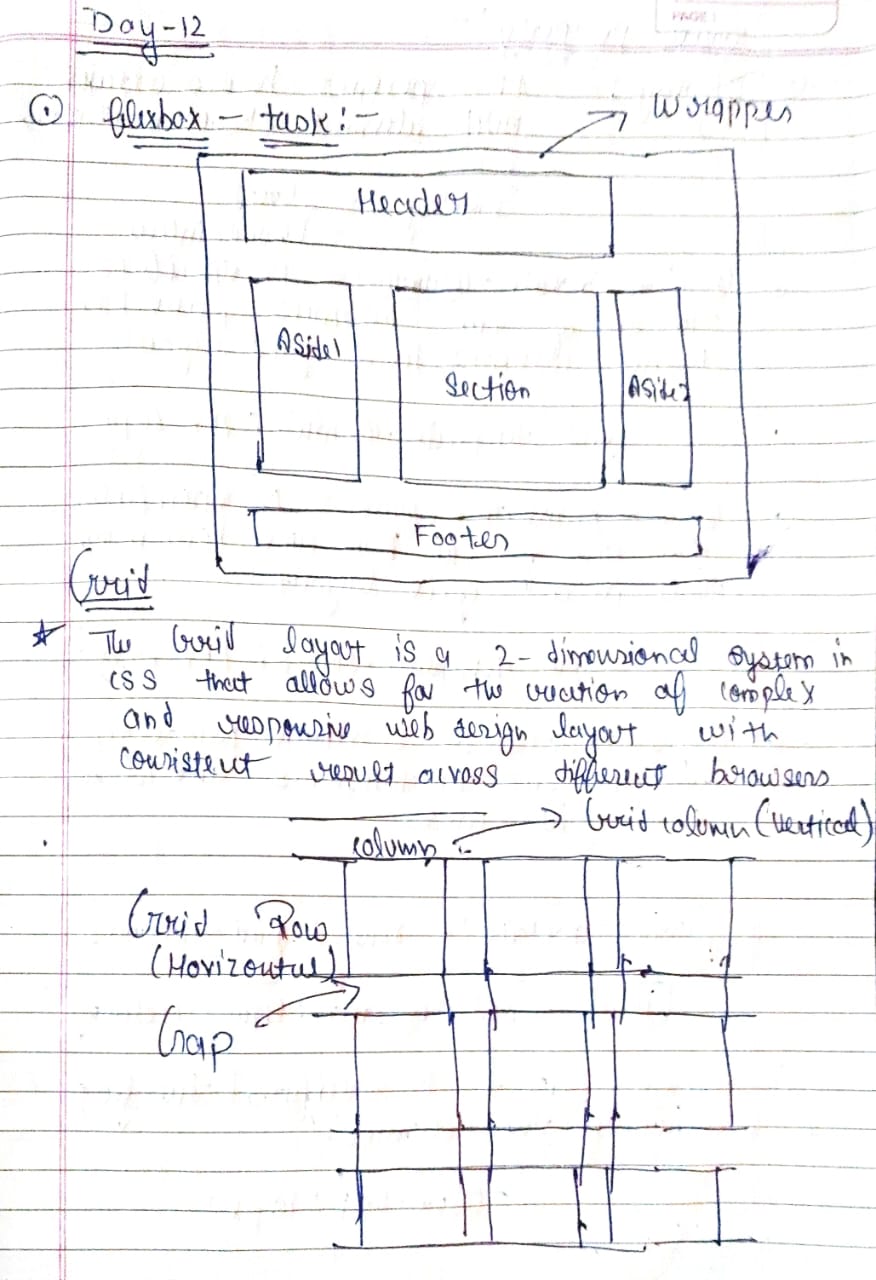 PAGE:
Day-12
① flexbox - task:-
Wrapper
Header
Aside1
Section
Aside2
Footer
Grid
☆ The Grid layout is a 2-dimensional system in
CSS that allows for the creation of complex
and responsive web design layout with
consistent result across different browsers
Grid column (Vertical)
column :-
Grid Row
(Horizontal)
Gap